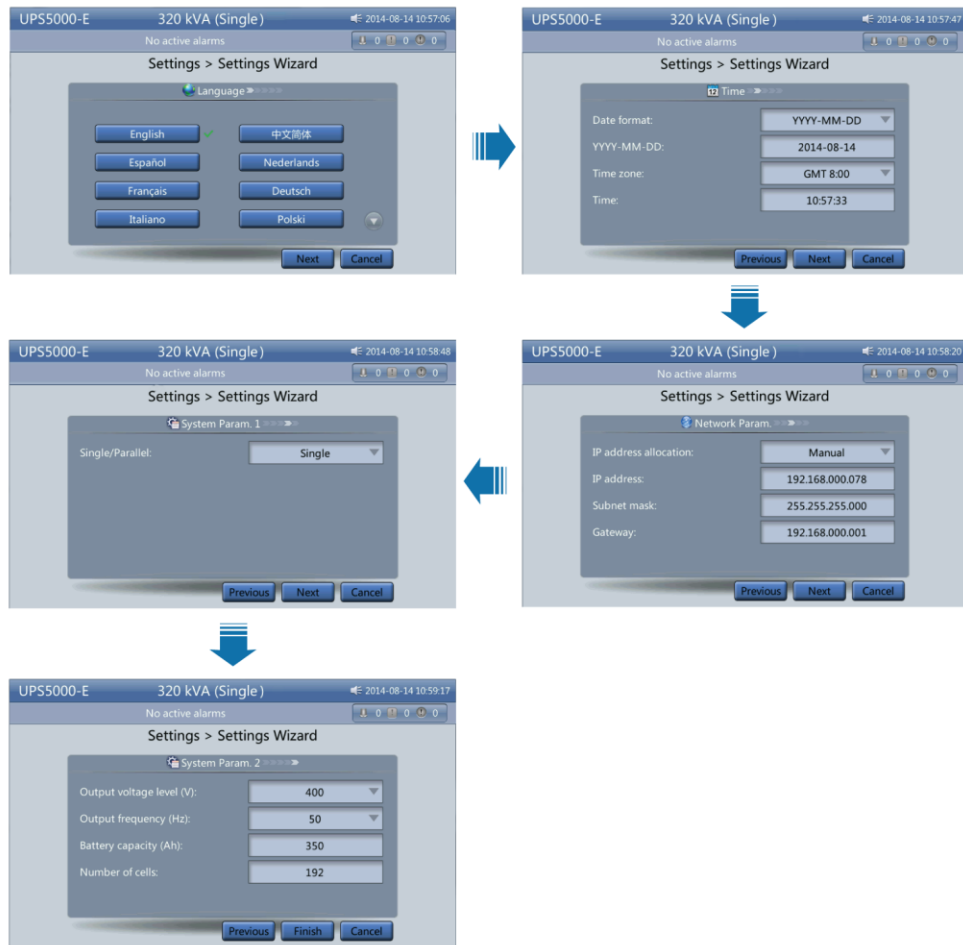 UPS5000-E 320 kVA (Single) 2014-08-14 10:57:06
No active alarms 0 0 0
Settings > Settings Wizard
Language
English 中文简体
Español Nederlands
Français Deutsch
Italiano Polski
Next Cancel
UPS5000-E 320 kVA (Single) 2014-08-14 10:57:47
No active alarms 0 0 0
Settings > Settings Wizard
12 Time
Date format: YYYY-MM-DD
YYYY-MM-DD: 2014-08-14
Time zone: GMT 8:00
Time: 10:57:33
Previous Next Cancel
UPS5000-E 320 kVA (Single) 2014-08-14 10:58:20
No active alarms 0 0 0
Settings > Settings Wizard
Network Param.
IP address allocation: Manual
IP address: 192.168.000.078
Subnet mask: 255.255.255.000
Gateway: 192.168.000.001
Previous Next Cancel
UPS5000-E 320 kVA (Single) 2014-08-14 10:58:48
No active alarms 0 0 0
Settings > Settings Wizard
System Param. 1
Single/Parallel: Single
Previous Next Cancel
UPS5000-E 320 kVA (Single) 2014-08-14 10:59:17
No active alarms 0 0 0
Settings > Settings Wizard
System Param. 2
Output voltage level (V): 400
Output frequency (Hz): 50
Battery capacity (Ah): 350
Number of cells: 192
Previous Finish Cancel